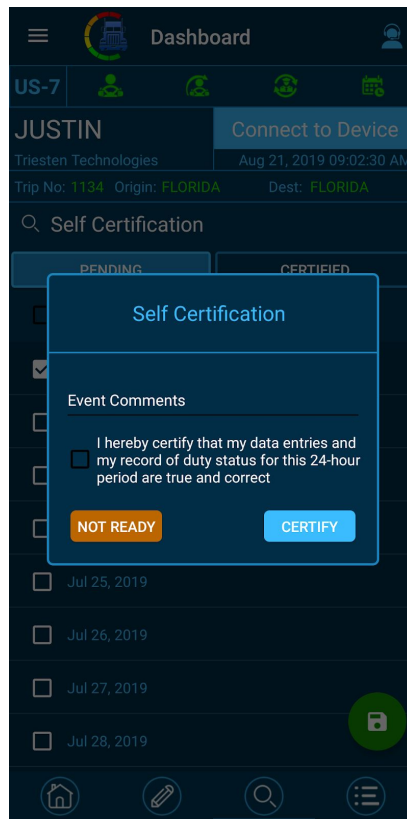 Dashboard
US-7
JUSTIN
Connect to Device
Triesten Technologies
Aug 21, 2019 09:02:30 AM
Trip No: 1134 Origin: FLORIDA Dest: FLORIDA
Self Certification
PENDING
CERTIFIED
Self Certification
Event Comments
I hereby certify that my data entries and
my record of duty status for this 24-hour
period are true and correct
NOT READY
CERTIFY
Jul 25, 2019
Jul 26, 2019
Jul 27, 2019
Jul 28, 2019